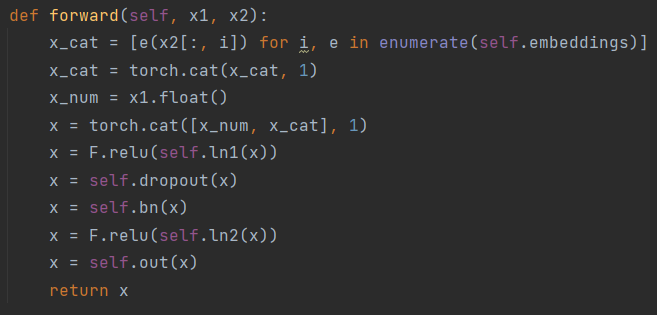 def forward(self, x1, x2):
    x_cat = [e(x2[:, i]) for i, e in enumerate(self.embeddings)]
    x_cat = torch.cat(x_cat, 1)
    x_num = x1.float()
    x = torch.cat([x_num, x_cat], 1)
    x = F.relu(self.ln1(x))
    x = self.dropout(x)
    x = self.bn(x)
    x = F.relu(self.ln2(x))
    x = self.out(x)
    return x